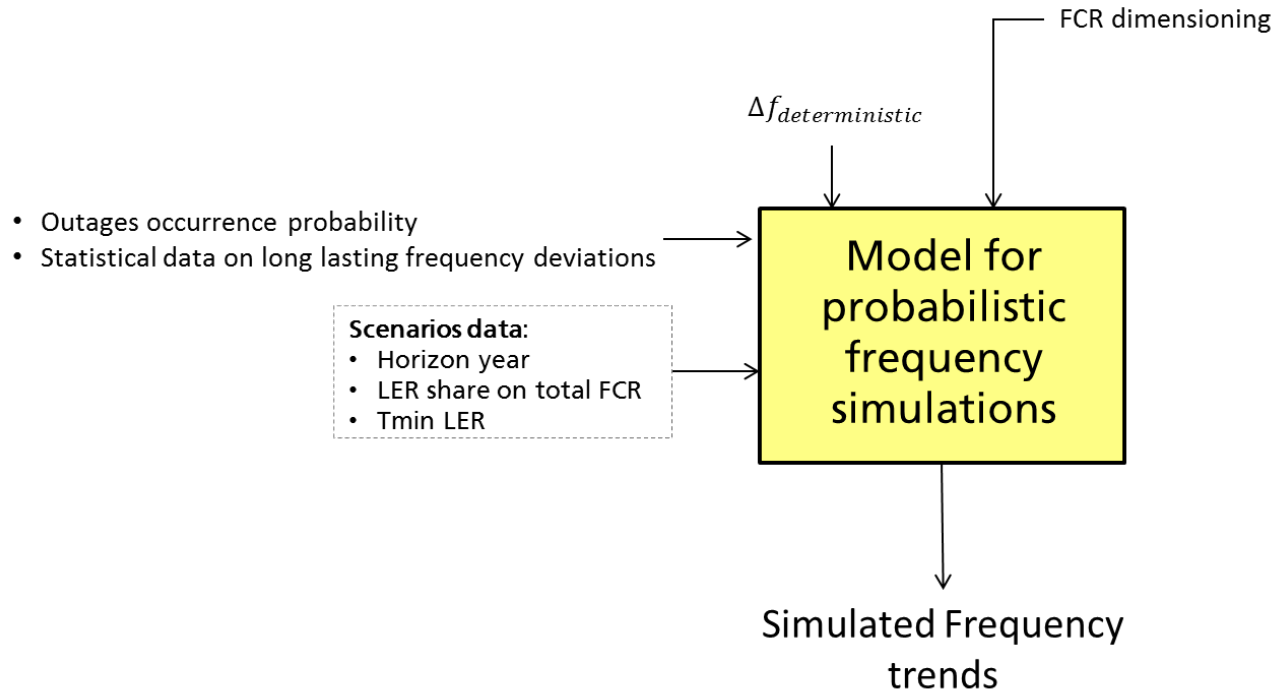 FCR dimensioning
Δf_deterministic
• Outages occurrence probability
• Statistical data on long lasting frequency deviations
Scenarios data:
• Horizon year
• LER share on total FCR
• Tmin LER
Model for
probabilistic
frequency
simulations
Simulated Frequency
trends